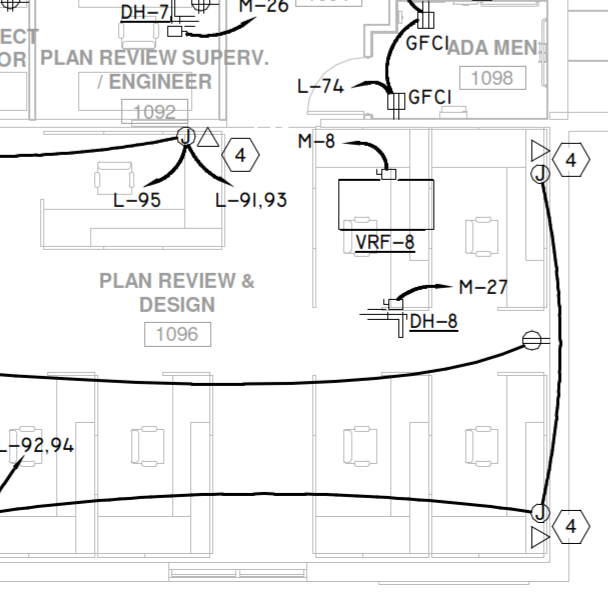 DH-7
M-26
ECT
OR
PLAN REVIEW SUPERV.
/ ENGINEER
1092
GFCI
ADA MEN
1098
L-74
GFCI
J
4
M-8
4
J
L-95
L-91,93
VRF-8
PLAN REVIEW &
DESIGN
1096
M-27
DH-8
L-92,94
J
4